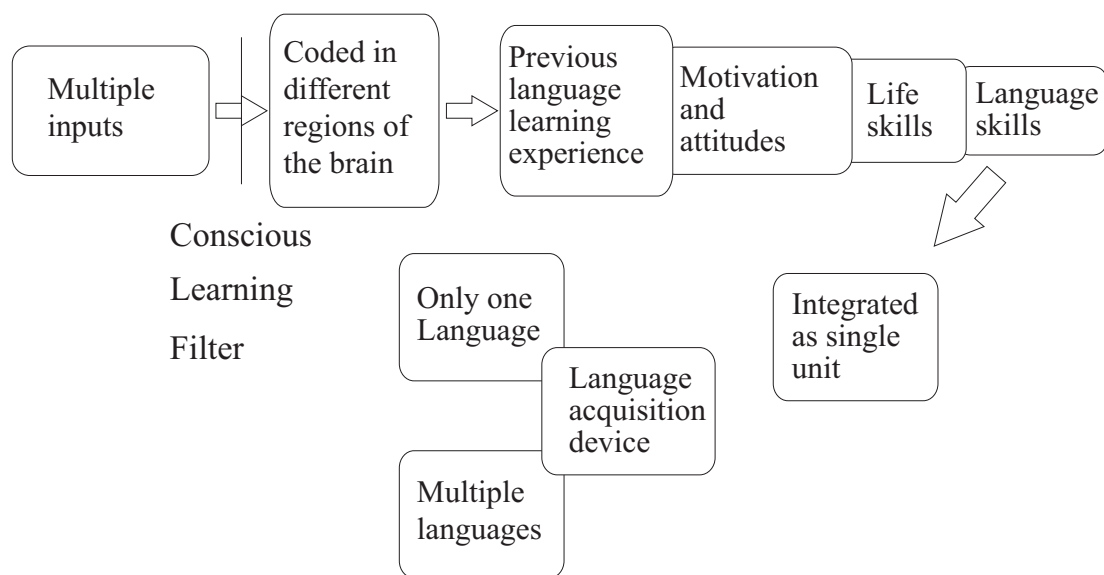 Multiple
inputs
Coded in
different
regions of
the brain
Previous
language
learning
experience
Motivation
and
attitudes
Life
skills
Language
skills
Conscious
Learning
Filter
Only one
Language
Language
acquisition
device
Multiple
languages
Integrated
as single
unit